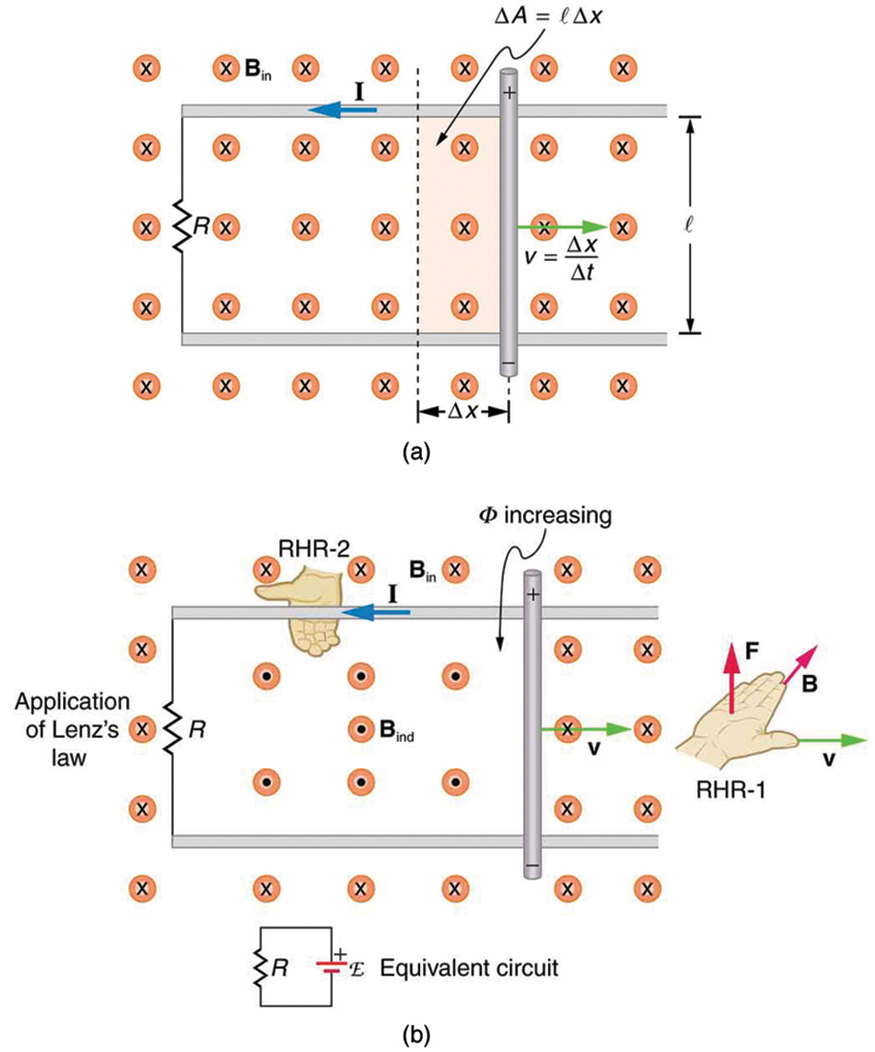 ΔA = ℓ Δx
X X B_in X X X X X
I
+
X X X X X X X
R X X X X X X X ℓ
v = Δx/Δt
X X X X X X X
−
X X X X X X X
Δx
(a)
Φ increasing
RHR-2
X X X B_in X X X
I
+
X X X
F
B
Application
of Lenz's
law
X R B_ind X X
v
v
RHR-1
X X X
−
X X X X X X
R + ℰ Equivalent circuit
(b)